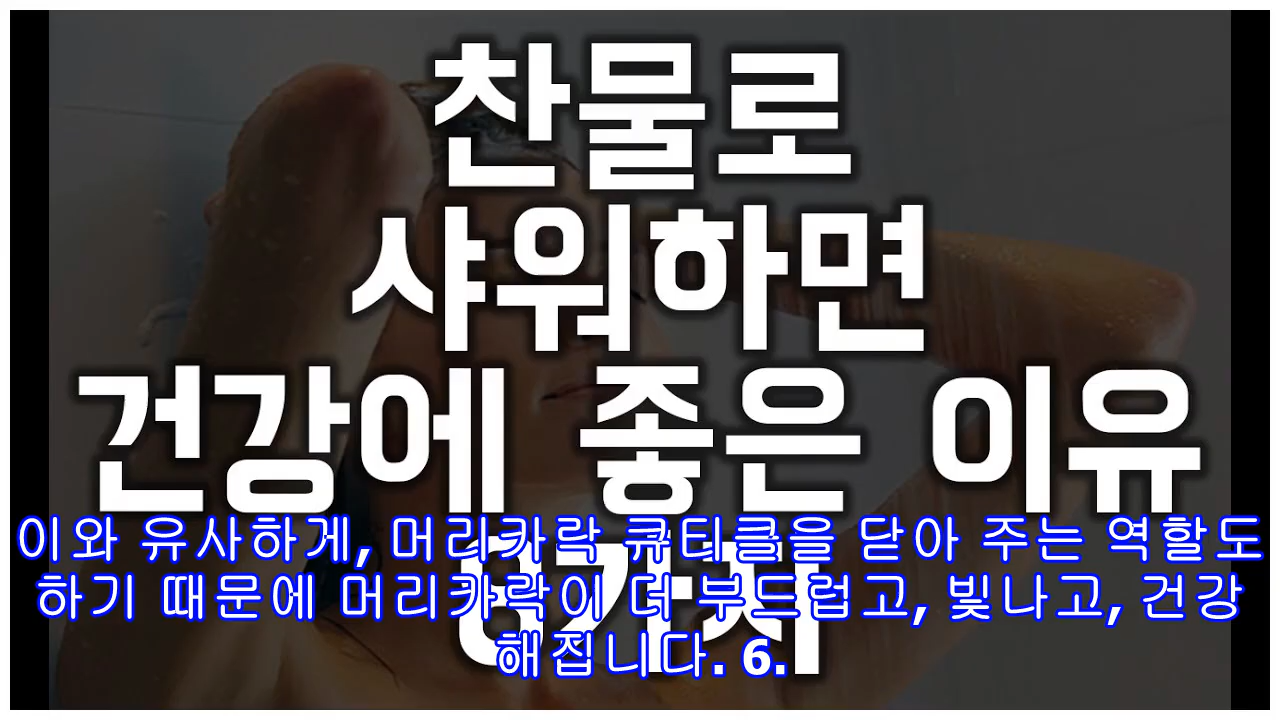 찬물로
샤워하면
건강에 좋은 이유
8가지
이와 유사하게, 머리카락 큐티클을 닫아 주는 역할도
하기 때문에 머리카락이 더 부드럽고, 빛나고, 건강
해집니다. 6.